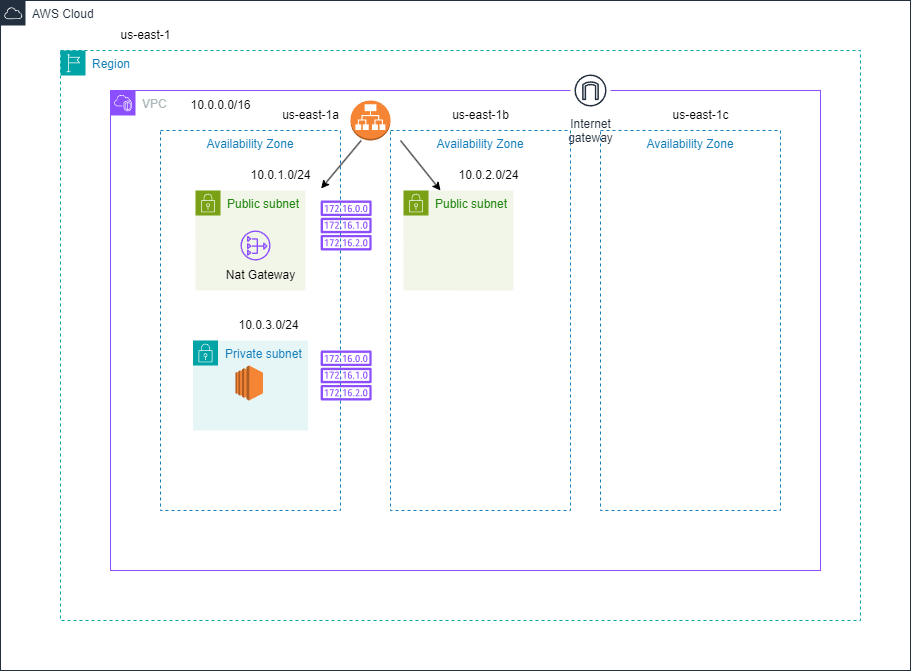 AWS Cloud
us-east-1
Region
VPC
10.0.0.0/16
us-east-1a
us-east-1b
Internet
gateway
us-east-1c
Availability Zone
Availability Zone
Availability Zone
10.0.1.0/24
10.0.2.0/24
Public subnet
172.16.0.0
172.16.1.0
172.16.2.0
Public subnet
Nat Gateway
10.0.3.0/24
Private subnet
172.16.0.0
172.16.1.0
172.16.2.0